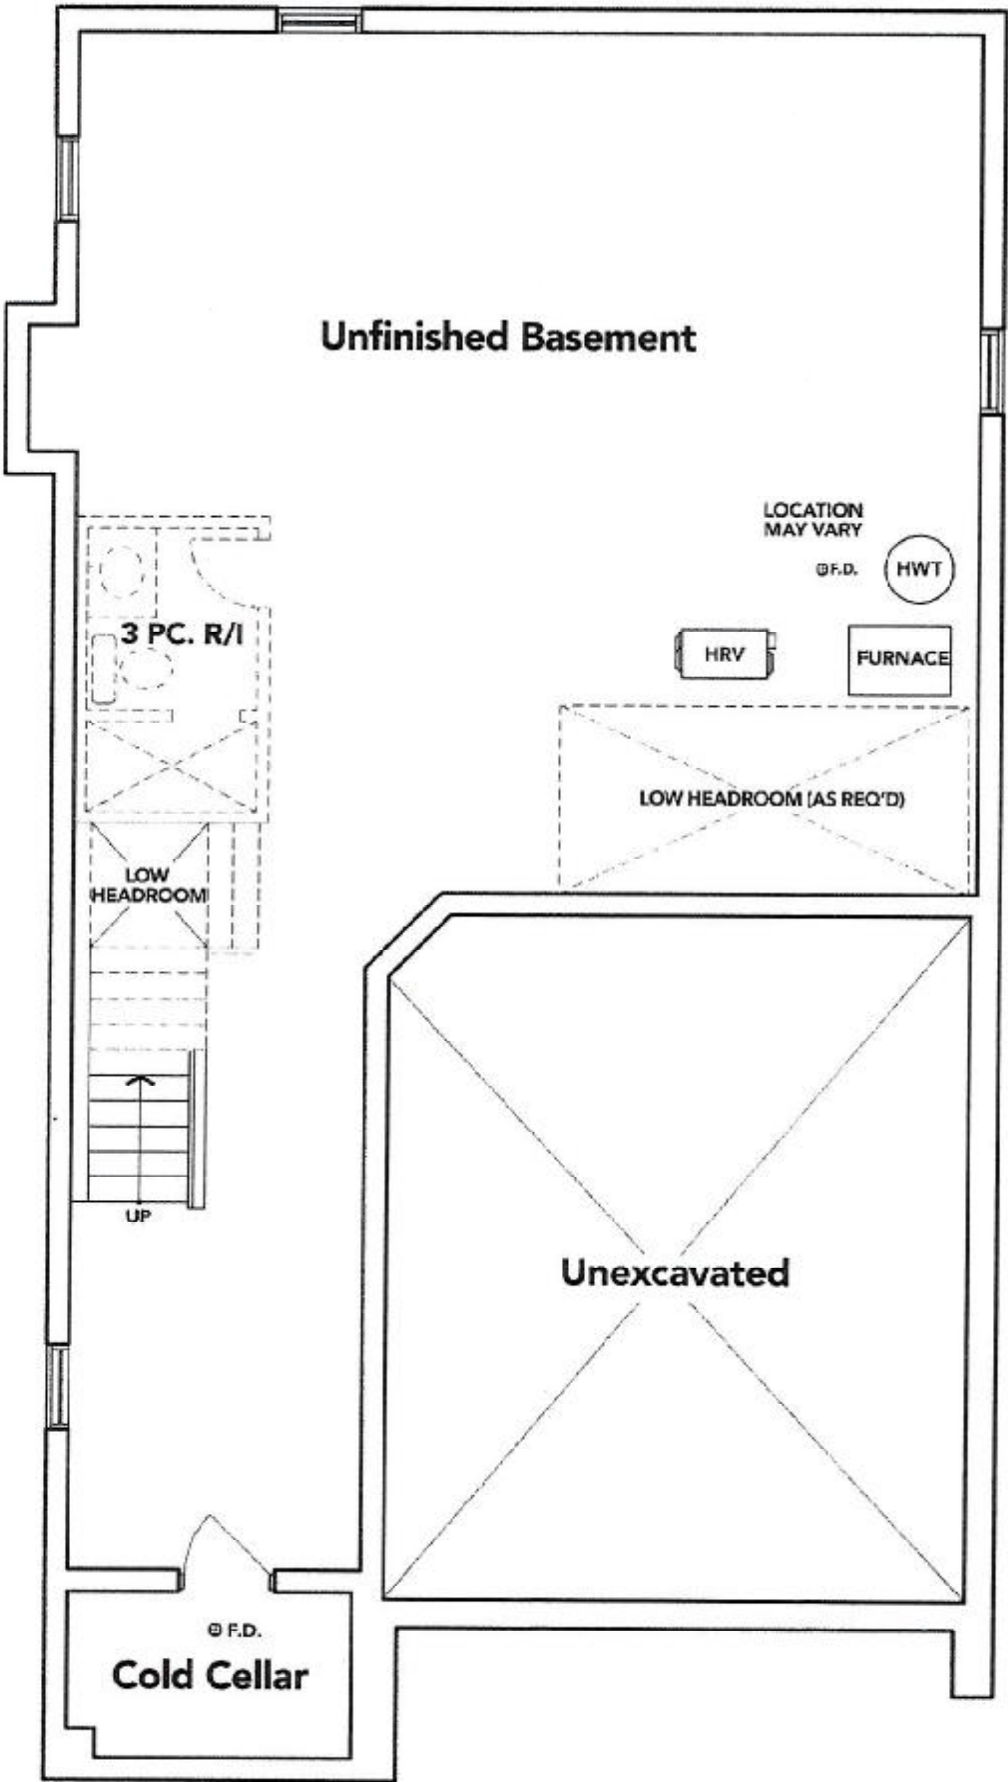 Unfinished Basement
LOCATION
MAY VARY
F.D.
HWT
3 PC. R/I
HRV
FURNACE
LOW HEADROOM (AS REQ'D)
LOW
HEADROOM
UP
Unexcavated
F.D.
Cold Cellar